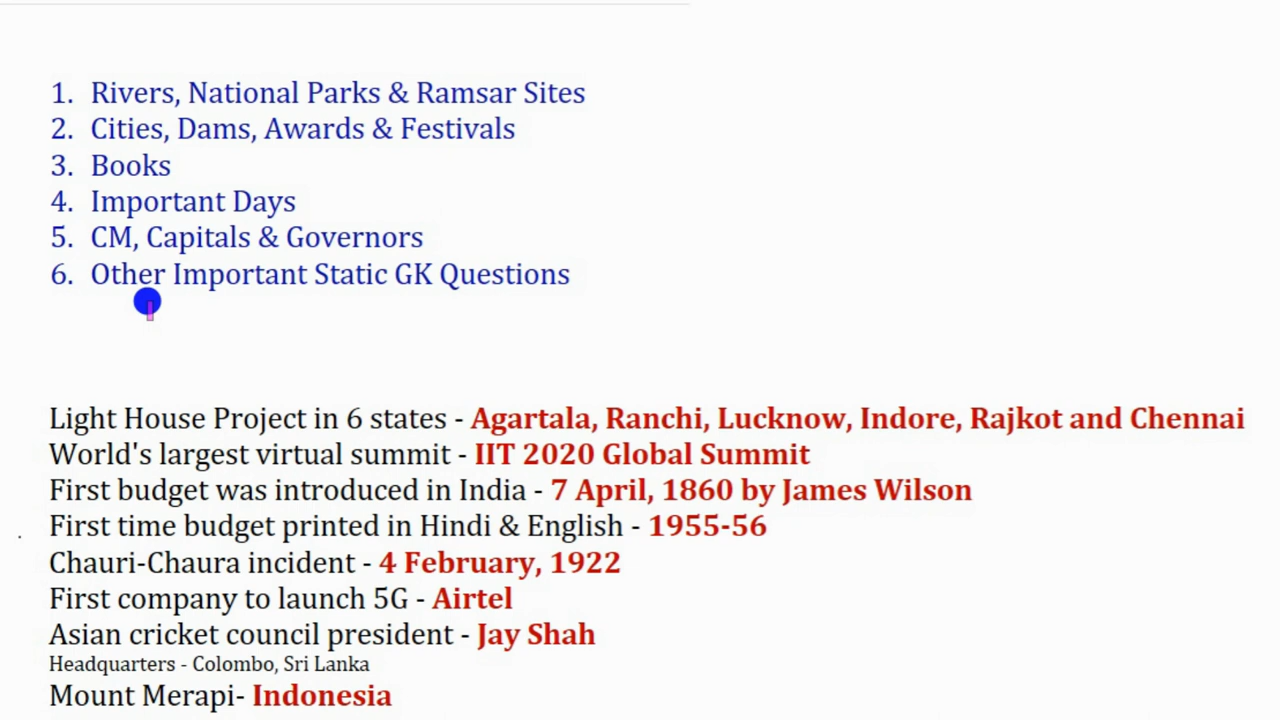 1. Rivers, National Parks & Ramsar Sites
2. Cities, Dams, Awards & Festivals
3. Books
4. Important Days
5. CM, Capitals & Governors
6. Other Important Static GK Questions
Light House Project in 6 states - Agartala, Ranchi, Lucknow, Indore, Rajkot and Chennai
World's largest virtual summit - IIT 2020 Global Summit
First budget was introduced in India - 7 April, 1860 by James Wilson
First time budget printed in Hindi & English - 1955-56
Chauri-Chaura incident - 4 February, 1922
First company to launch 5G - Airtel
Asian cricket council president - Jay Shah
Headquarters - Colombo, Sri Lanka
Mount Merapi- Indonesia